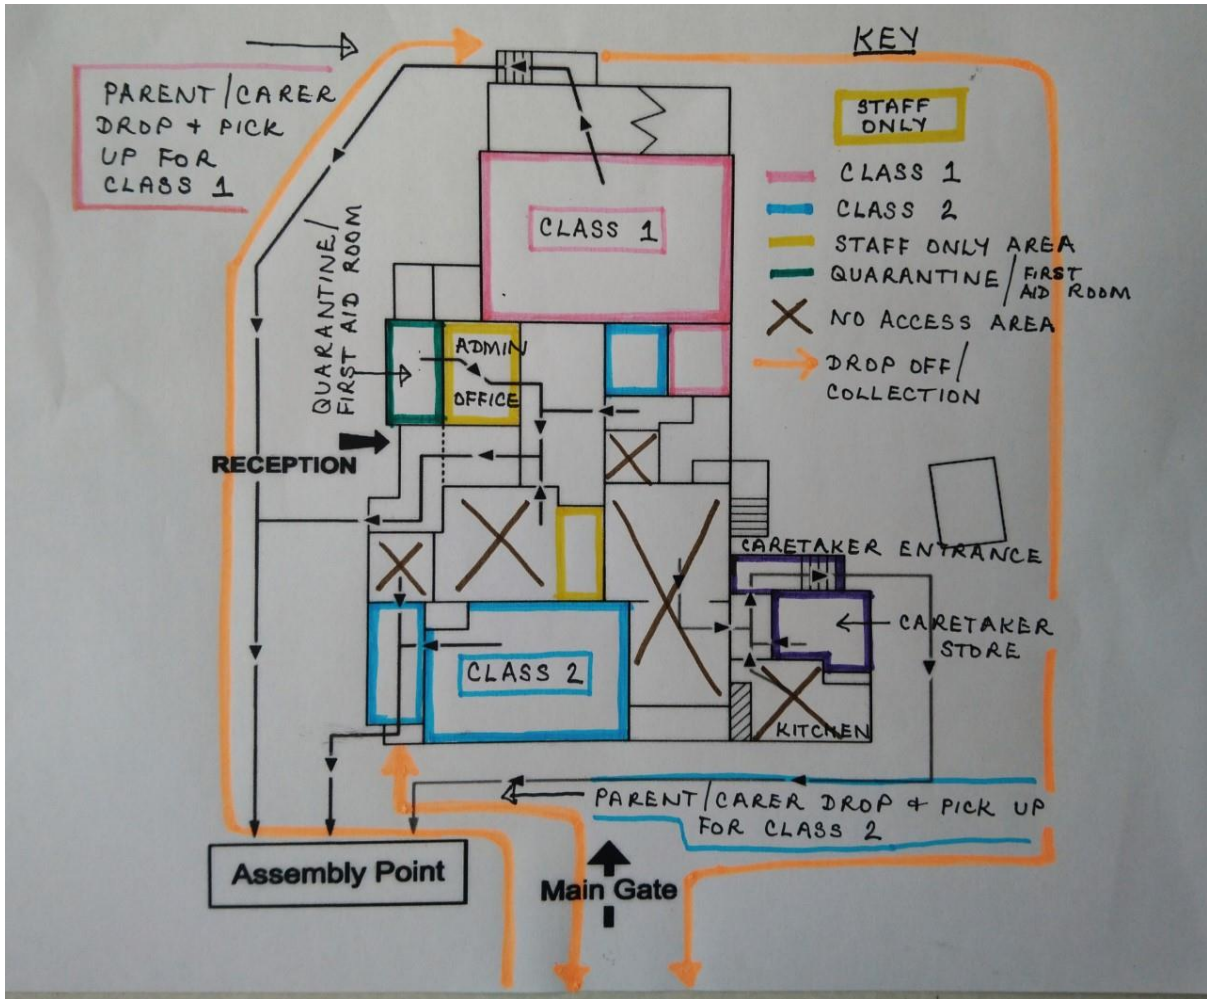 KEY
PARENT/CARER
DROP + PICK
UP FOR
CLASS 1
STAFF
ONLY
CLASS 1
CLASS 2
STAFF ONLY AREA
QUARANTINE/FIRST
AID ROOM
NO ACCESS AREA
DROP OFF/
COLLECTION
CLASS 1
QUARANTINE/
FIRST AID ROOM
ADMIN
OFFICE
RECEPTION
CARETAKER ENTRANCE
CARETAKER
STORE
CLASS 2
KITCHEN
PARENT/CARER DROP + PICK UP
FOR CLASS 2
Assembly Point
Main Gate